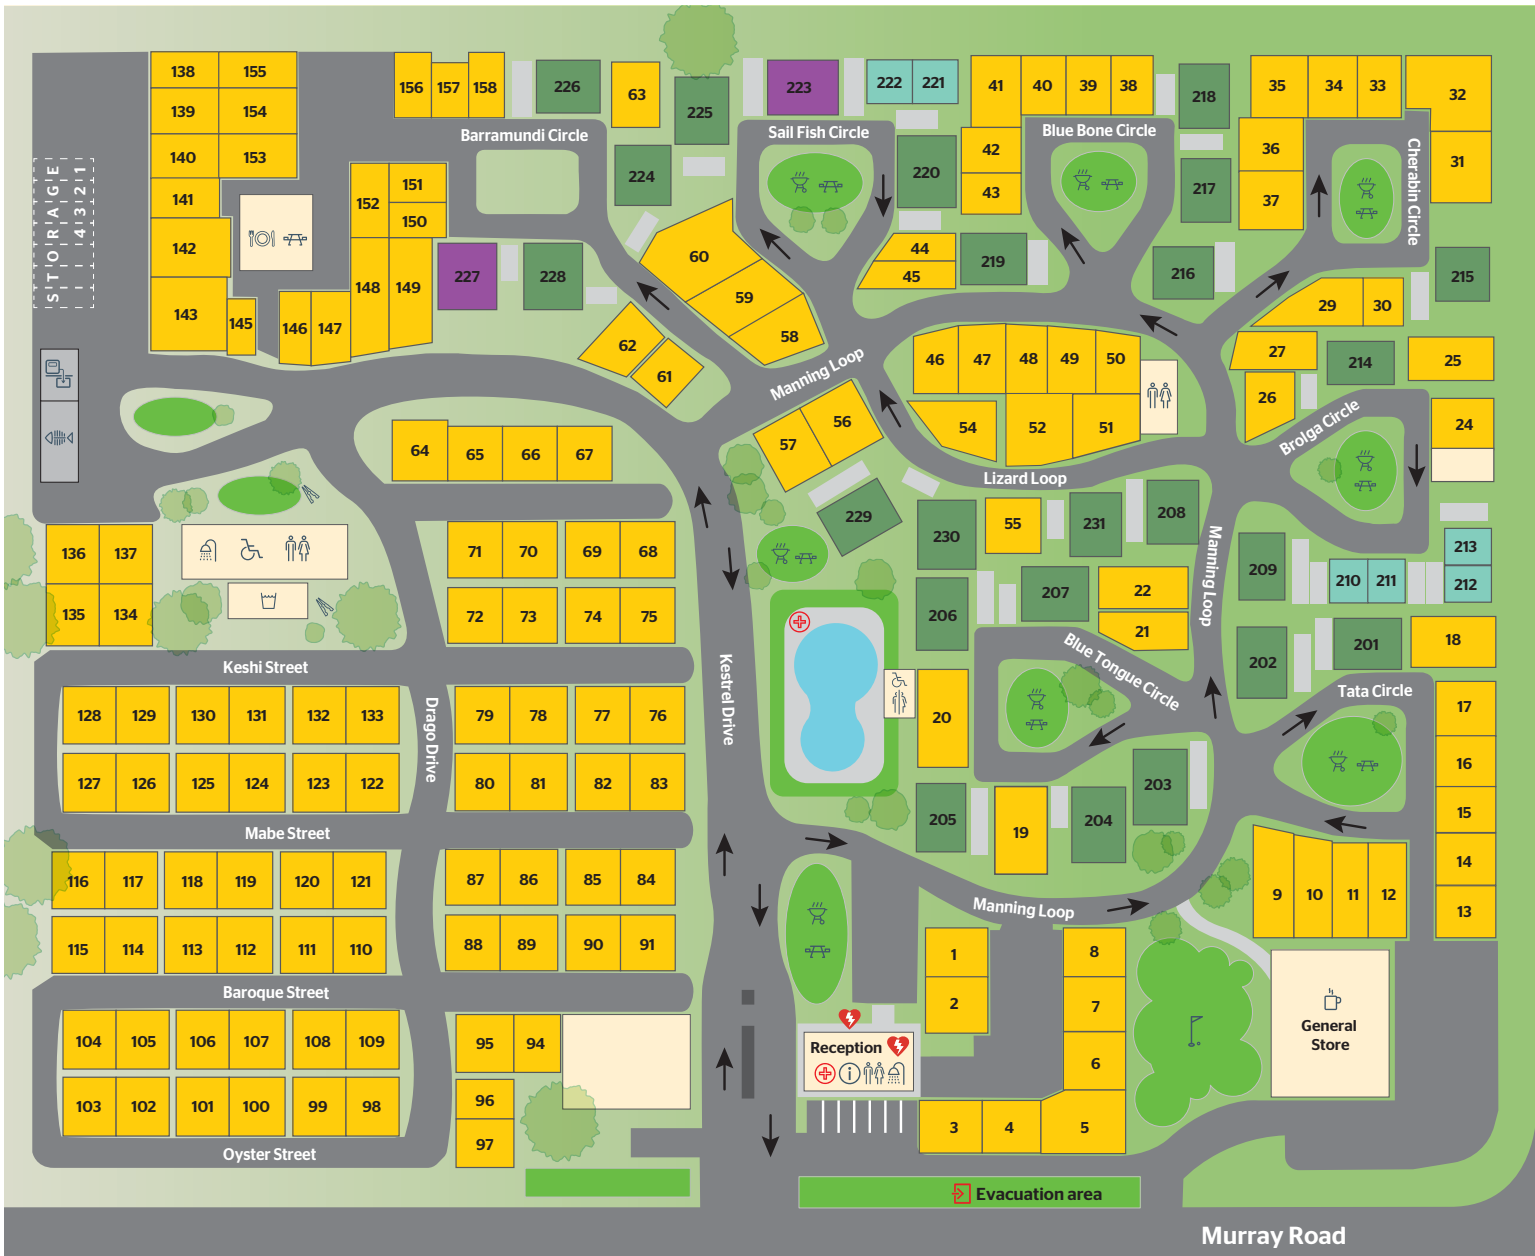 138 155
156 157 158
226
63
223
222 221
41 40 39 38
218
35 34 33
32
139 154
225
Barramundi Circle
Sail Fish Circle
Blue Bone Circle
Cherabin Circle
140 153
224
220
42
43
217
36
37
31
STORAGE
4 3 2 1
141
152
151
150
142
227
228
60
59
58
44
45
219
216
215
143
145
146 147
148 149
62
61
29 30
27
214
25
26
46 47 48 49 50
Manning Loop
54 52 51
57 56
Lizard Loop
Brolga Circle
24
64 65 66 67
229
230
55
231
208
Manning Loop
209
210 211
213
212
136 137
135 134
71 70 69 68
72 73 74 75
206
207
22
21
Blue Tongue Circle
202
201
18
Keshi Street
Kestrel Drive
Drago Drive
Tata Circle
128 129 130 131 132 133
79 78 77 76
20
17
127 126 125 124 123 122
80 81 82 83
203
16
15
205
19
204
Mabe Street
116 117 118 119 120 121
87 86 85 84
14
13
9 10 11 12
Manning Loop
115 114 113 112 111 110
88 89 90 91
1
2
8
7
6
Baroque Street
104 105 106 107 108 109
95 94
Reception
General
Store
103 102 101 100 99 98
96
97
3 4 5
Oyster Street
Evacuation area
Murray Road